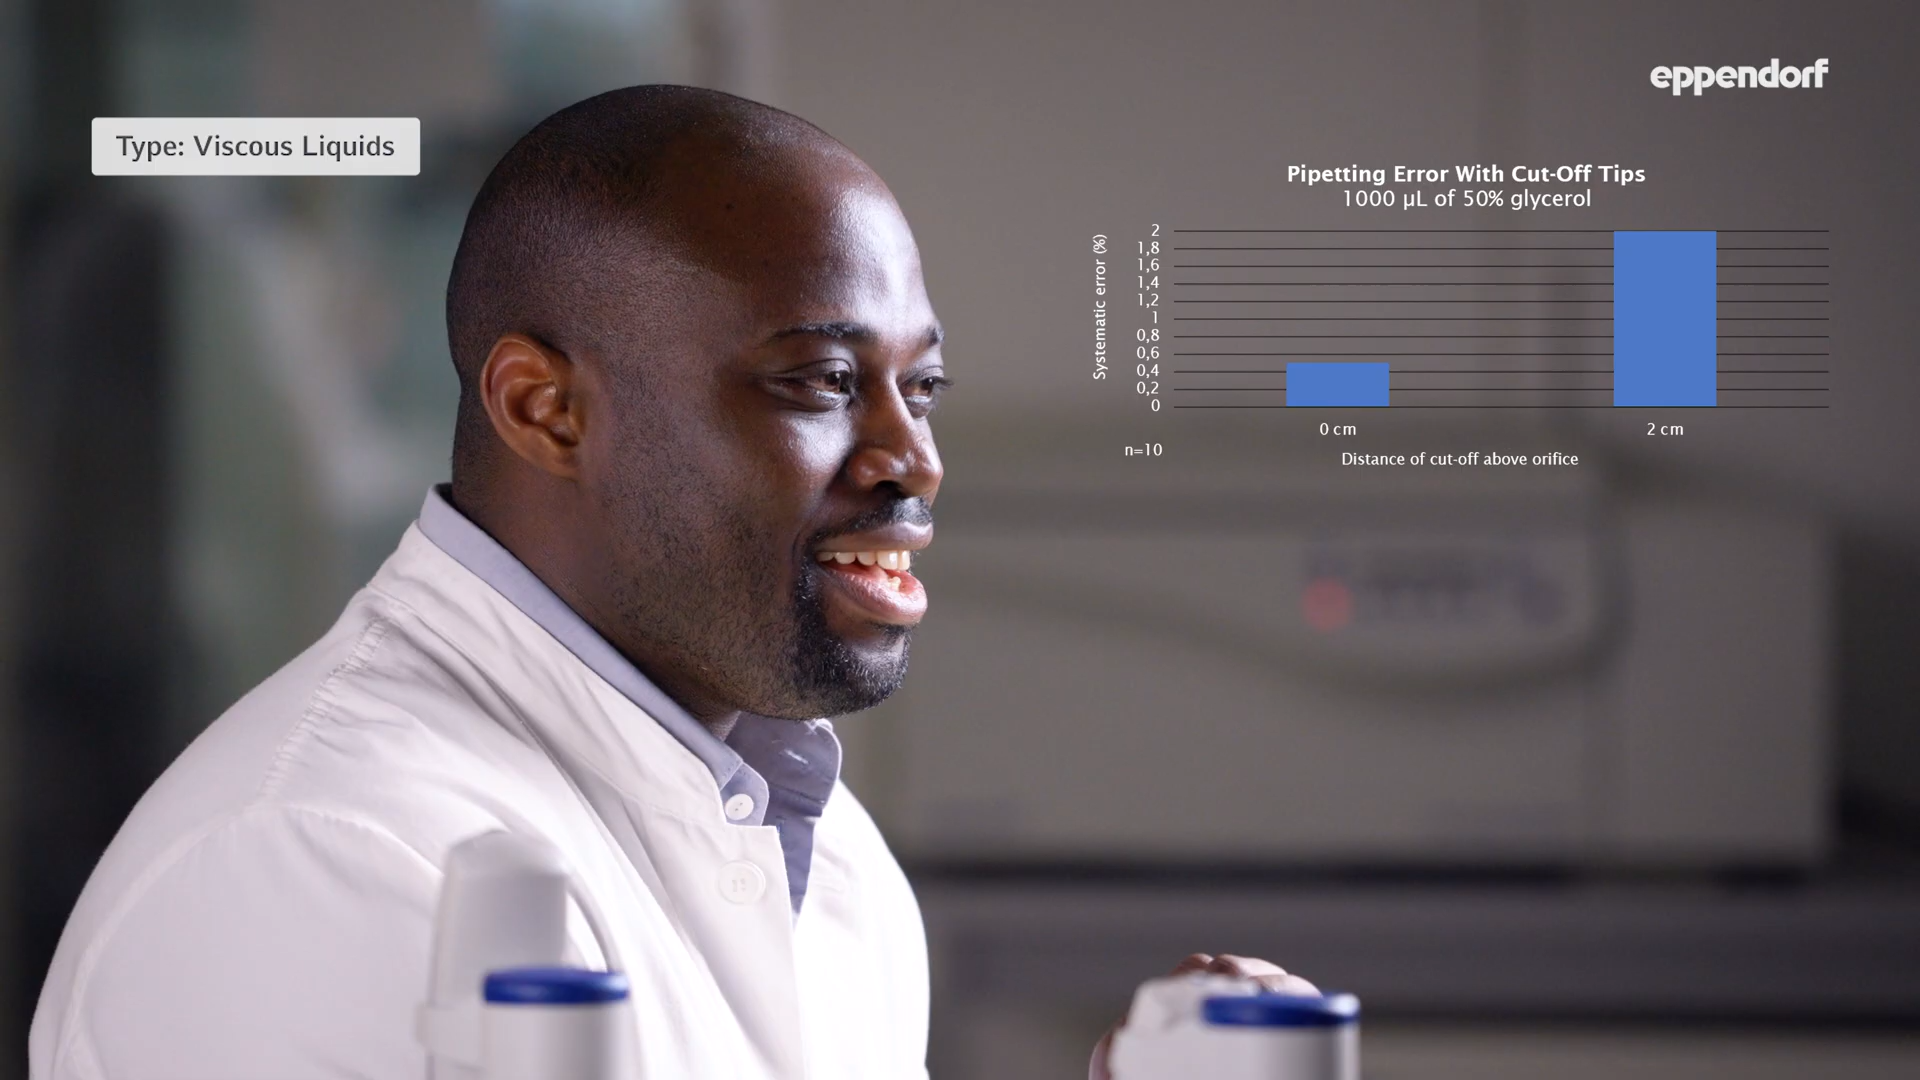 eppendorf
Type: Viscous Liquids
Pipetting Error With Cut-Off Tips
1000 µL of 50% glycerol
Systematic error (%)
2
1,8
1,6
1,4
1,2
1
0,8
0,6
0,4
0,2
0
0 cm
2 cm
n=10
Distance of cut-off above orifice